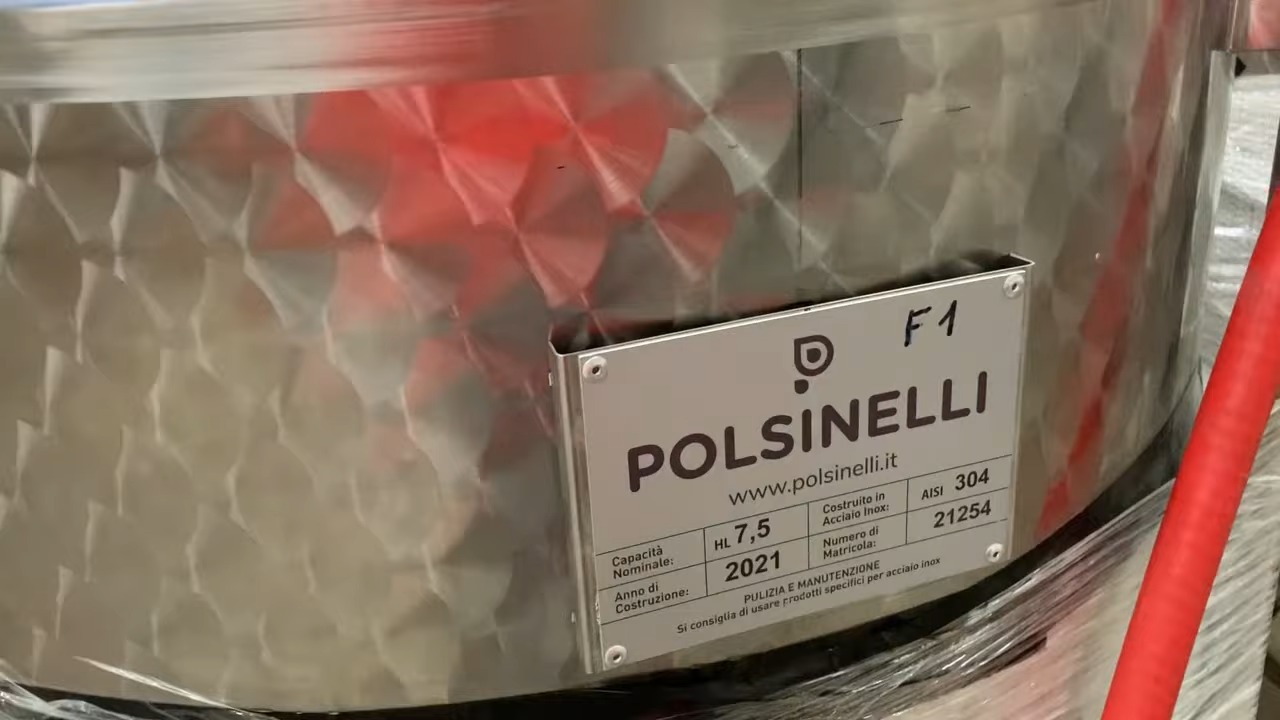 F1
POLSINELLI
www.polsinelli.it
Capacità Nominale: HL 7,5 Costruito in Acciaio Inox: AISI 304
Anno di Costruzione: 2021 Numero di Matricola: 21254
PULIZIA E MANUTENZIONE
Si consiglia di usare prodotti specifici per acciaio inox